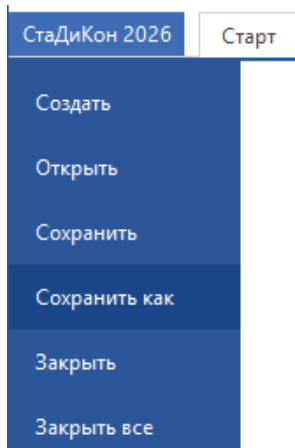 СтаДиКон 2026 Старт
Создать
Открыть
Сохранить
Сохранить как
Закрыть
Закрыть все